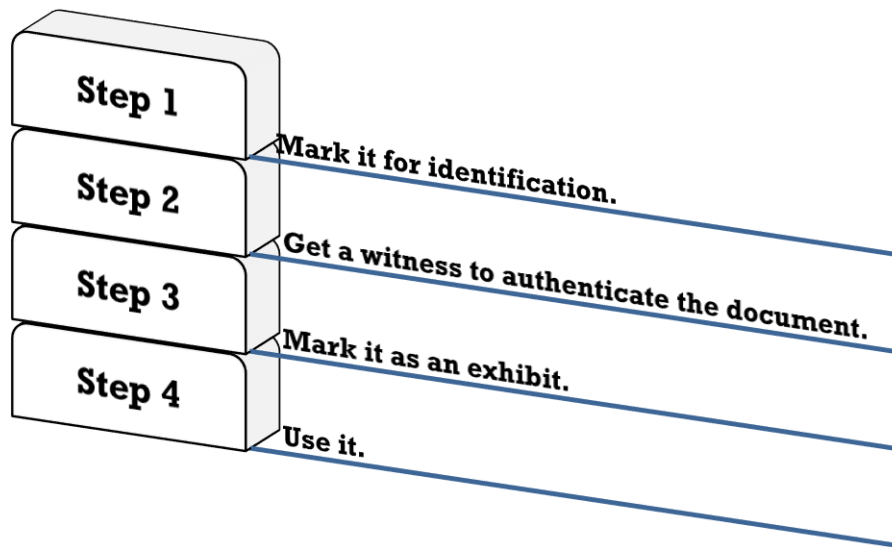 Step 1
Mark it for identification.
Step 2
Get a witness to authenticate the document.
Step 3
Mark it as an exhibit.
Step 4
Use it.